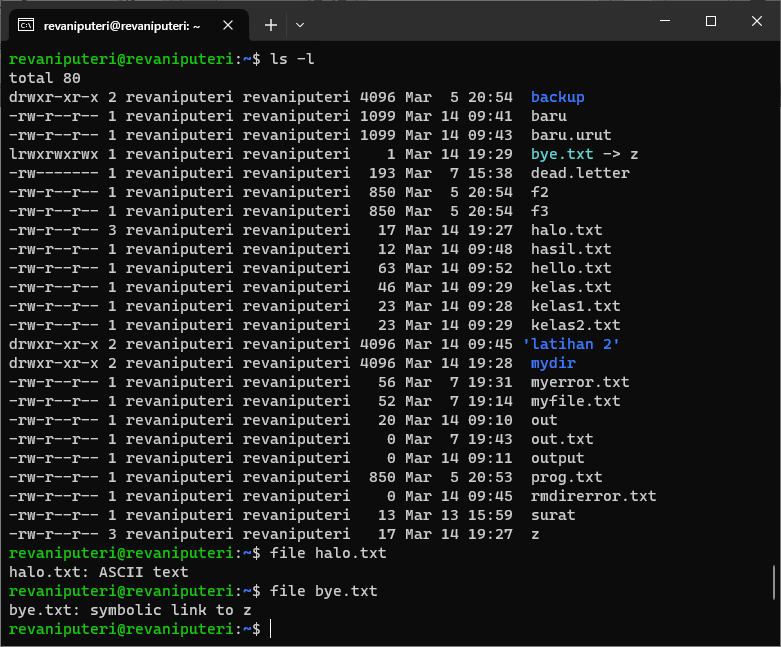 revaniputeri@revaniputeri: ~
revaniputeri@revaniputeri:~$ ls -l
total 80
drwxr-xr-x 2 revaniputeri revaniputeri 4096 Mar  5 20:54  backup
-rw-r--r-- 1 revaniputeri revaniputeri 1099 Mar 14 09:41  baru
-rw-r--r-- 1 revaniputeri revaniputeri 1099 Mar 14 09:43  baru.urut
lrwxrwxrwx 1 revaniputeri revaniputeri    1 Mar 14 19:29  bye.txt -> z
-rw------- 1 revaniputeri revaniputeri  193 Mar  7 15:38  dead.letter
-rw-r--r-- 1 revaniputeri revaniputeri  850 Mar  5 20:54  f2
-rw-r--r-- 1 revaniputeri revaniputeri  850 Mar  5 20:54  f3
-rw-r--r-- 3 revaniputeri revaniputeri   17 Mar 14 19:27  halo.txt
-rw-r--r-- 1 revaniputeri revaniputeri   12 Mar 14 09:48  hasil.txt
-rw-r--r-- 1 revaniputeri revaniputeri   63 Mar 14 09:52  hello.txt
-rw-r--r-- 1 revaniputeri revaniputeri   46 Mar 14 09:29  kelas.txt
-rw-r--r-- 1 revaniputeri revaniputeri   23 Mar 14 09:28  kelas1.txt
-rw-r--r-- 1 revaniputeri revaniputeri   23 Mar 14 09:29  kelas2.txt
drwxr-xr-x 2 revaniputeri revaniputeri 4096 Mar 14 09:45 'latihan 2'
drwxr-xr-x 2 revaniputeri revaniputeri 4096 Mar 14 19:28  mydir
-rw-r--r-- 1 revaniputeri revaniputeri   56 Mar  7 19:31  myerror.txt
-rw-r--r-- 1 revaniputeri revaniputeri   52 Mar  7 19:14  myfile.txt
-rw-r--r-- 1 revaniputeri revaniputeri   20 Mar 14 09:10  out
-rw-r--r-- 1 revaniputeri revaniputeri    0 Mar  7 19:43  out.txt
-rw-r--r-- 1 revaniputeri revaniputeri    0 Mar 14 09:11  output
-rw-r--r-- 1 revaniputeri revaniputeri  850 Mar  5 20:53  prog.txt
-rw-r--r-- 1 revaniputeri revaniputeri    0 Mar 14 09:45  rmdirerror.txt
-rw-r--r-- 1 revaniputeri revaniputeri   13 Mar 13 15:59  surat
-rw-r--r-- 3 revaniputeri revaniputeri   17 Mar 14 19:27  z
revaniputeri@revaniputeri:~$ file halo.txt
halo.txt: ASCII text
revaniputeri@revaniputeri:~$ file bye.txt
bye.txt: symbolic link to z
revaniputeri@revaniputeri:~$